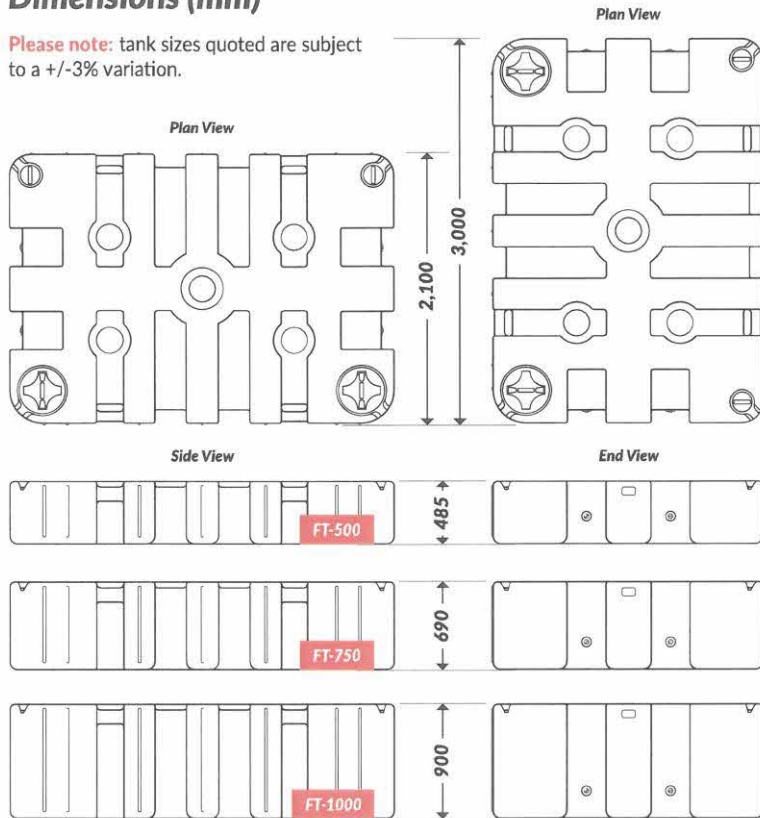 Dimensions (mm)
Please note: tank sizes quoted are subject
to a +/-3% variation.
Plan View
Plan View
2,100
3,000
Side View
End View
FT-500
485
FT-750
690
FT-1000
900